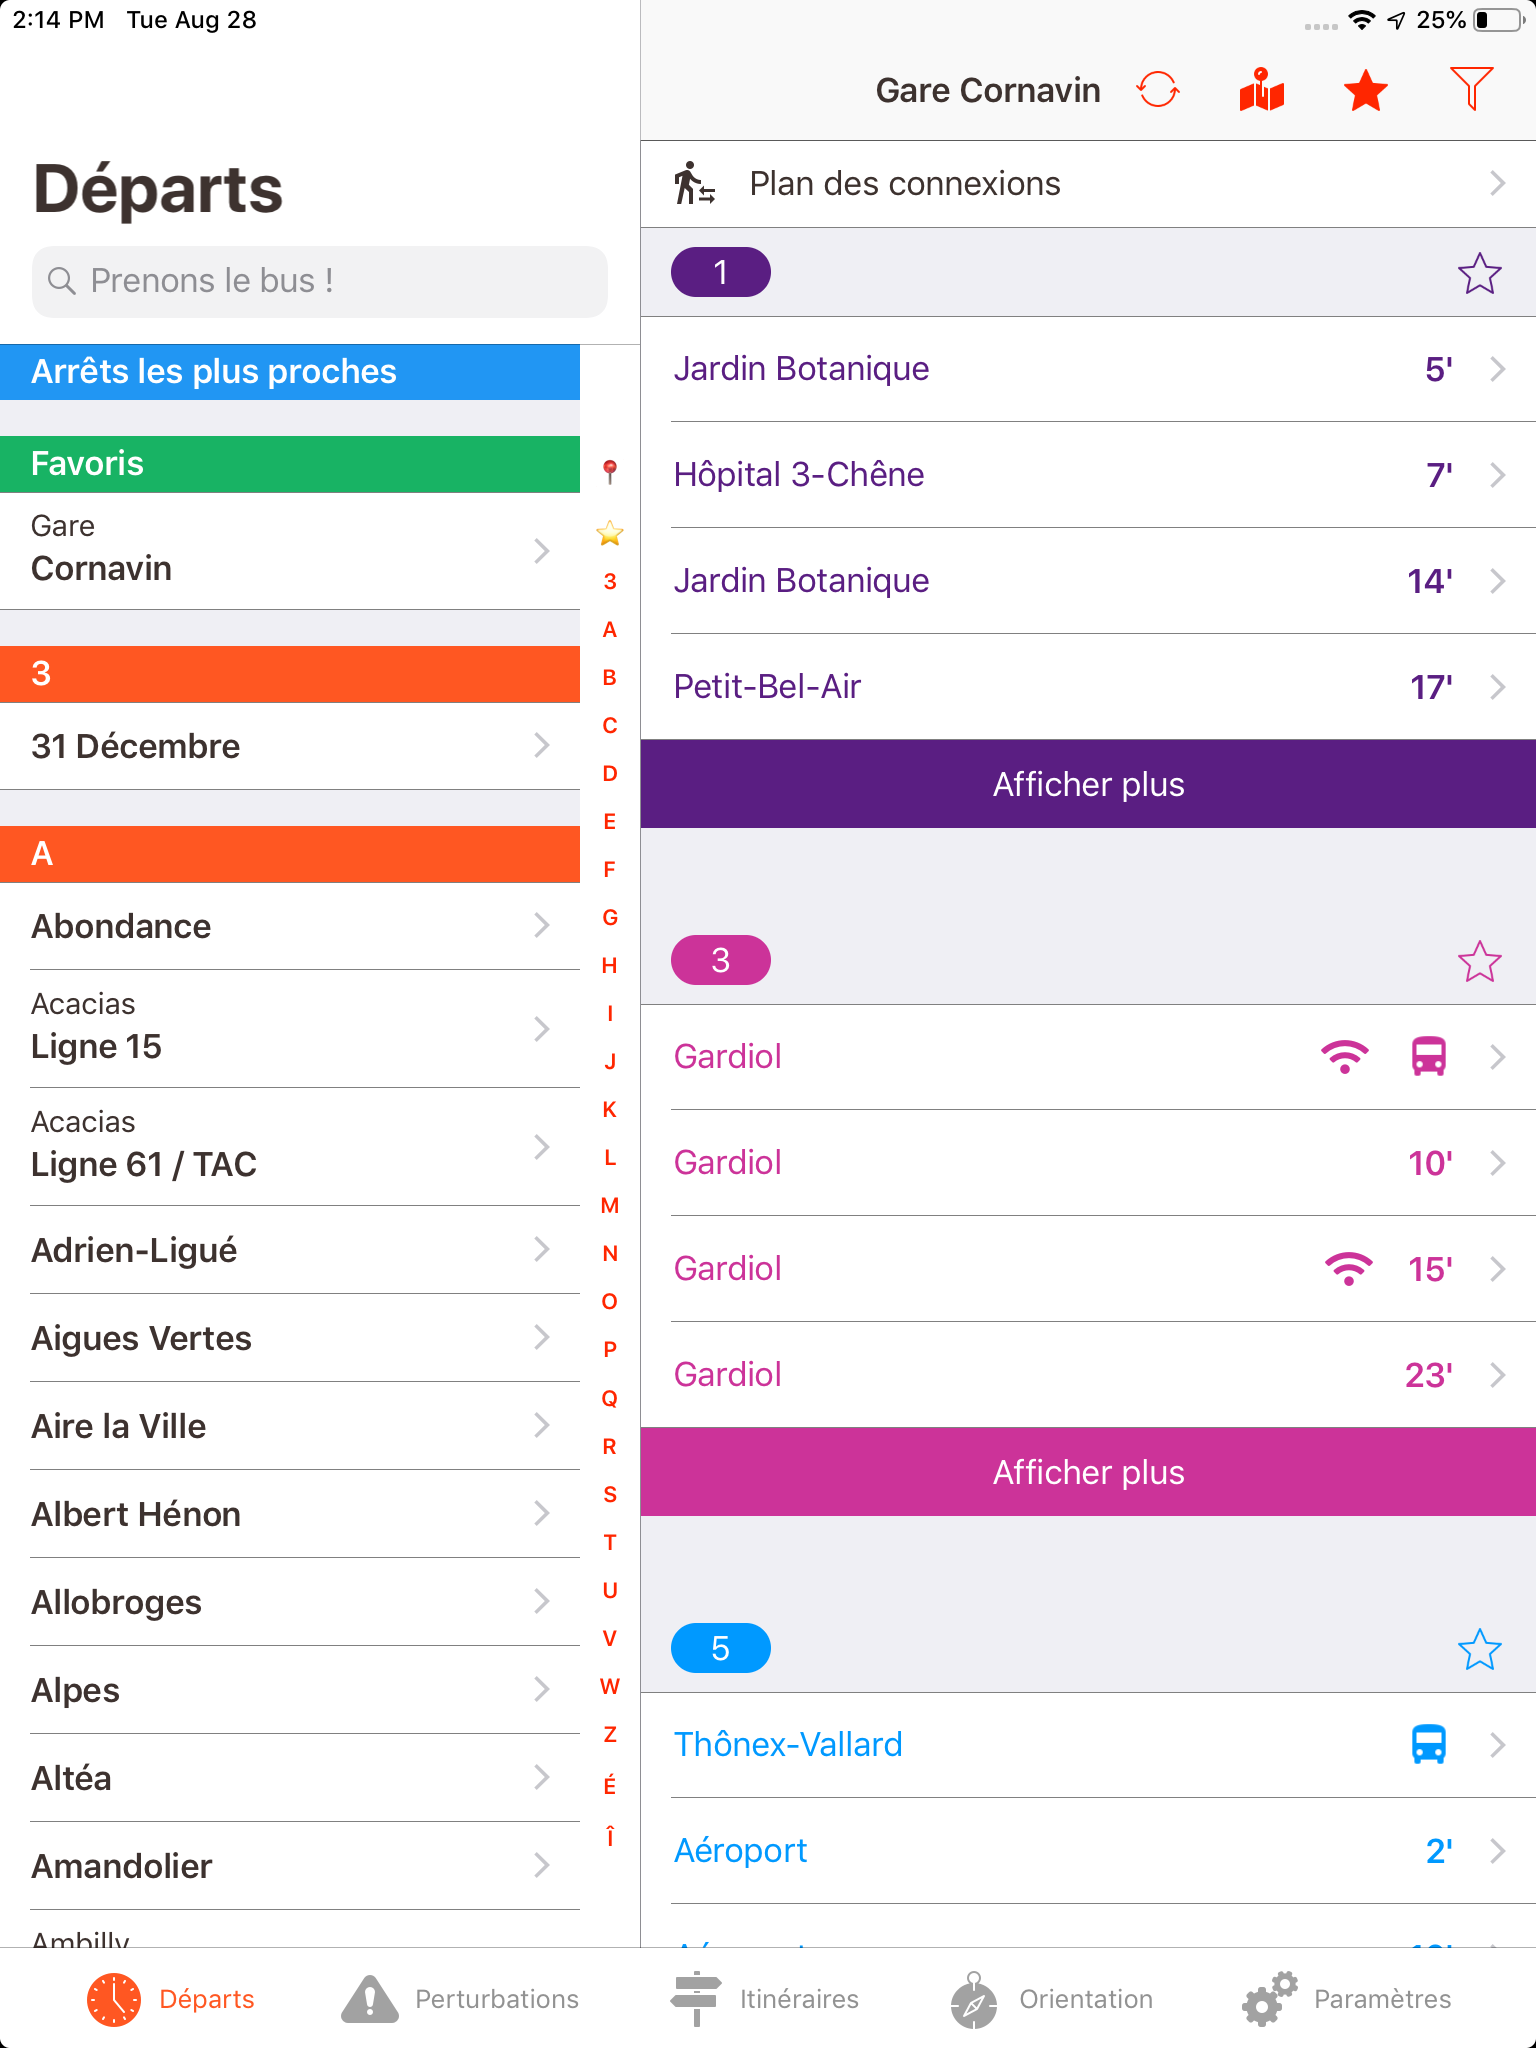 2:14 PM Tue Aug 28
25%
Départs
Prenons le bus !
Arrêts les plus proches
Favoris
Gare
Cornavin
3
31 Décembre
A
Abondance
Acacias
Ligne 15
Acacias
Ligne 61 / TAC
Adrien-Ligué
Aigues Vertes
Aire la Ville
Albert Hénon
Allobroges
Alpes
Altéa
Amandolier
Ambilly
3
A
B
C
D
E
F
G
H
I
J
K
L
M
N
O
P
Q
R
S
T
U
V
W
Z
É
Î
Gare Cornavin
Plan des connexions
1
Jardin Botanique 5'
Hôpital 3-Chêne 7'
Jardin Botanique 14'
Petit-Bel-Air 17'
Afficher plus
3
Gardiol
Gardiol 10'
Gardiol 15'
Gardiol 23'
Afficher plus
5
Thônex-Vallard
Aéroport 2'
Départs Perturbations Itinéraires Orientation Paramètres